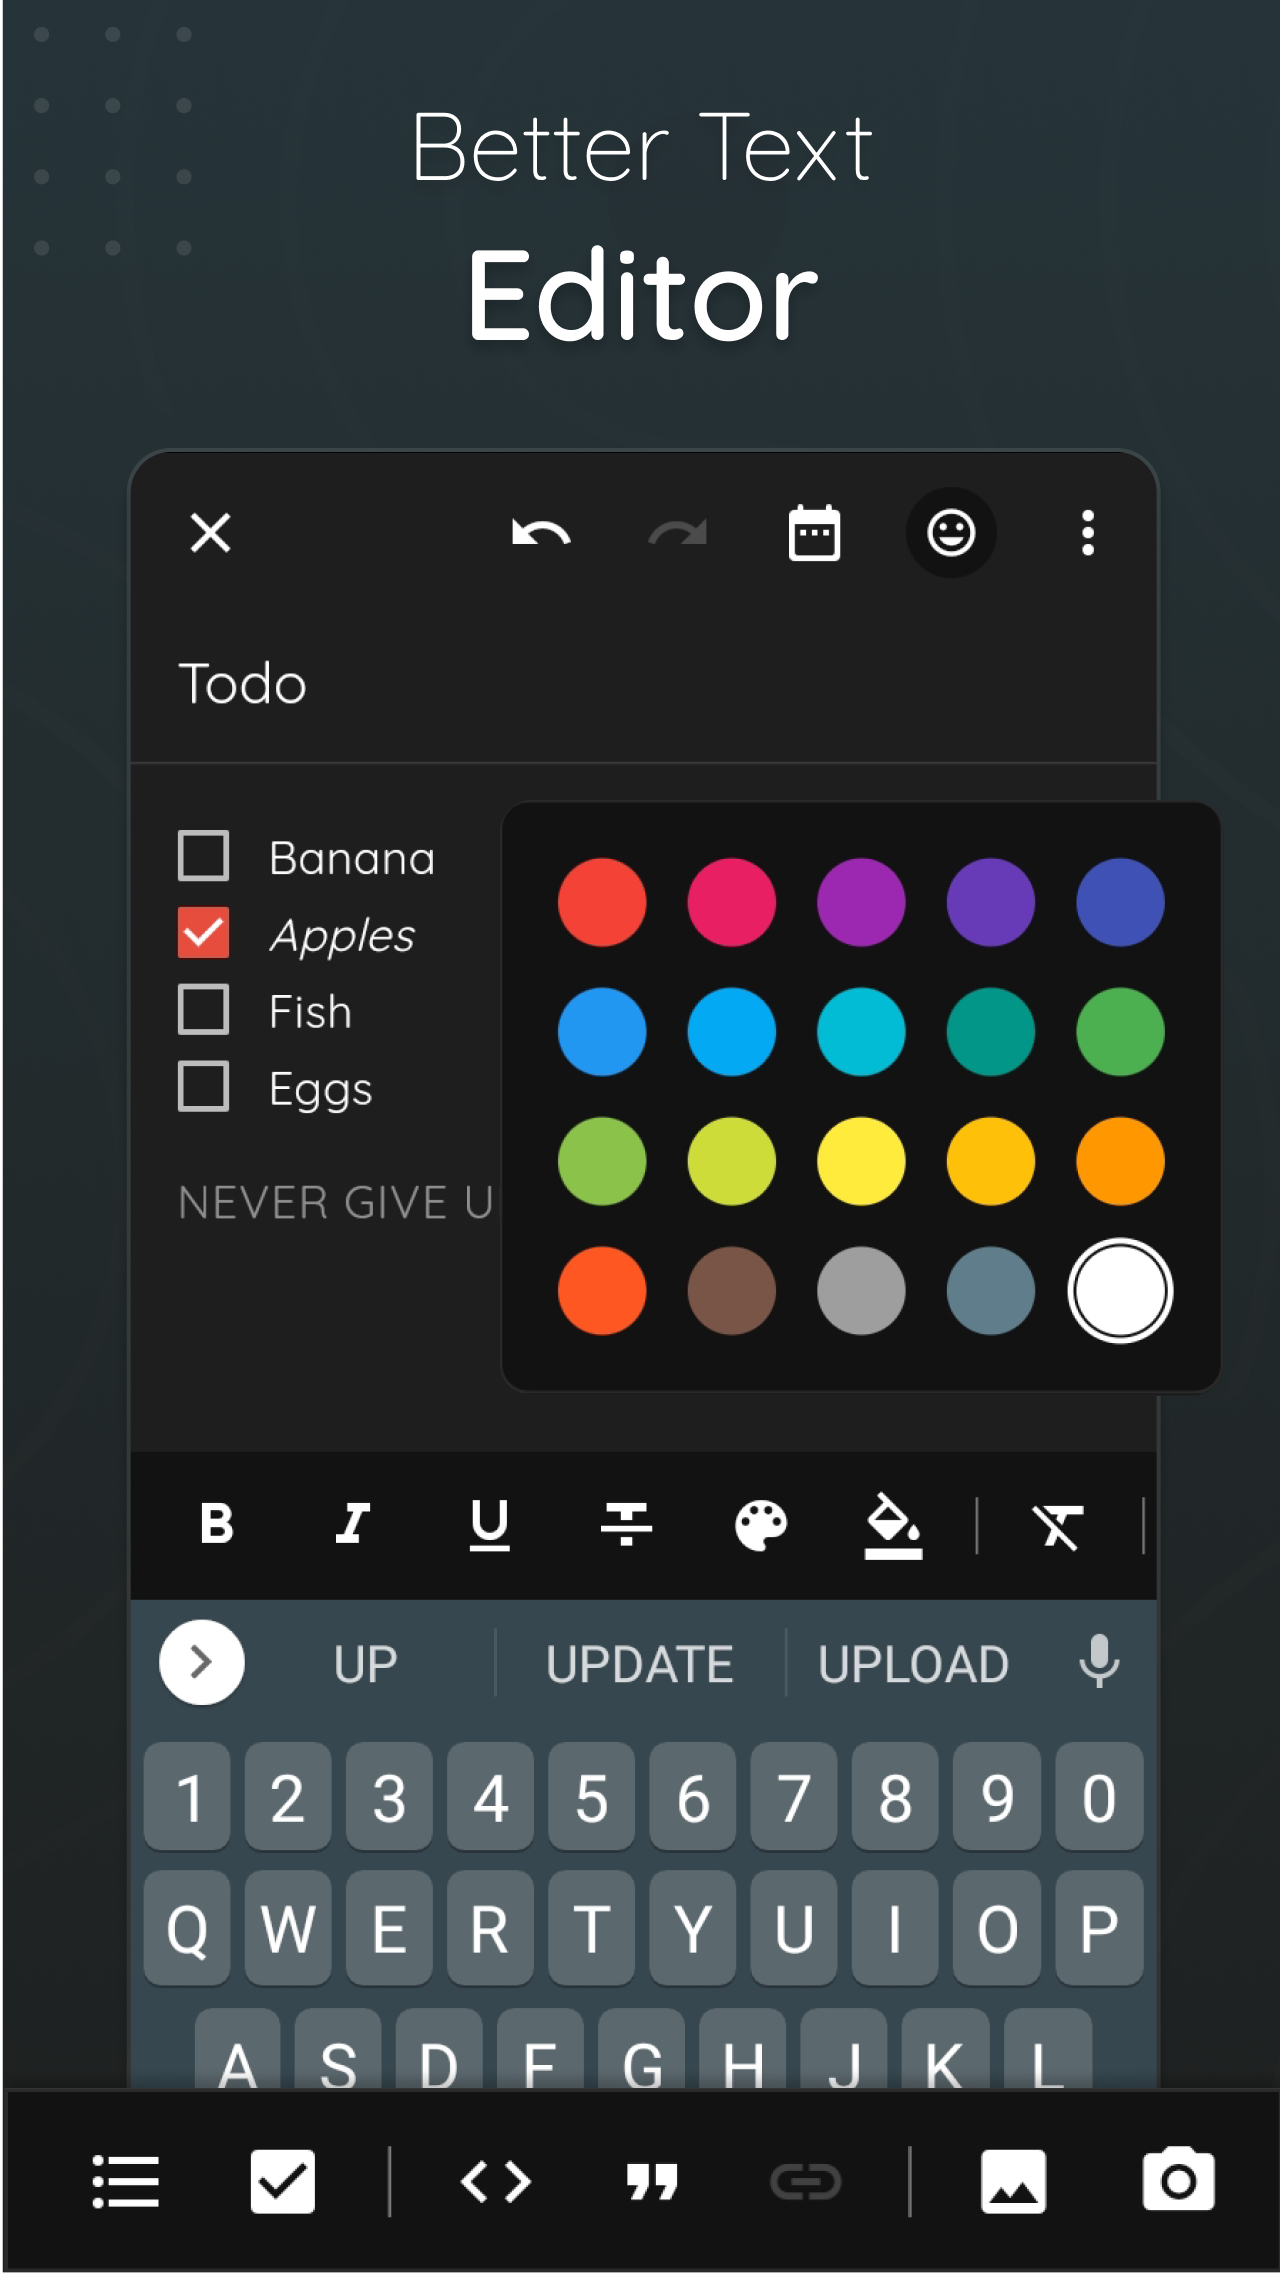 Better Text
Editor
Todo
Banana
Apples
Fish
Eggs
NEVER GIVE U
B I U T
UP UPDATE UPLOAD
1 2 3 4 5 6 7 8 9 0
Q W E R T Y U I O P
A S D F G H J K L